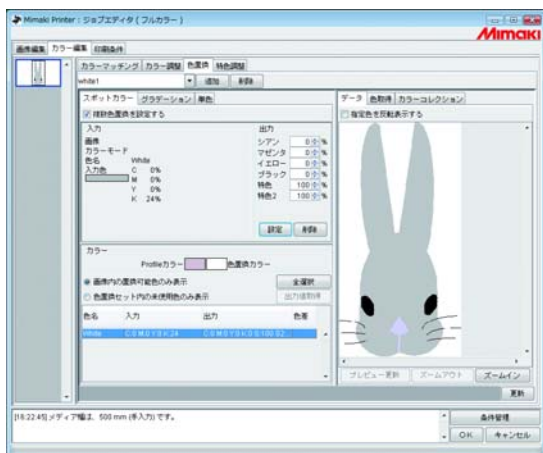 Mimaki Printer : ジョブエディタ ( フルカラー )
Mimaki
画像編集 カラー編集 印刷条件
カラーマッチング カラー調整 色置換 特色調整
white1 追加 削除
スポットカラー グラデーション 単色
特定色置換を設定する
入力
画像
カラーモード
色名 White
入力色 C 0%
M 0%
Y 0%
K 24%
出力
シアン 0 %
マゼンタ 0 %
イエロー 0 %
ブラック 0 %
特色 100 %
特色2 100 %
設定 削除
カラー
Profileカラー 色置換カラー
画像内の置換可能色のみ表示 全選択
色置換セット内の未使用色のみ表示 出力値取得
色名 入力 出力 色差
White C:0 M:0 Y:0 K:24 C:0 M:0 Y:0 K:0 S:100 S2:...
データ 色取得 カラーコレクション
指定色を反転表示する
プレビュー更新 ズームアウト ズームイン
更新
[16:22:45] メディア幅は、500 mm (手入力) です。
条件管理
OK キャンセル